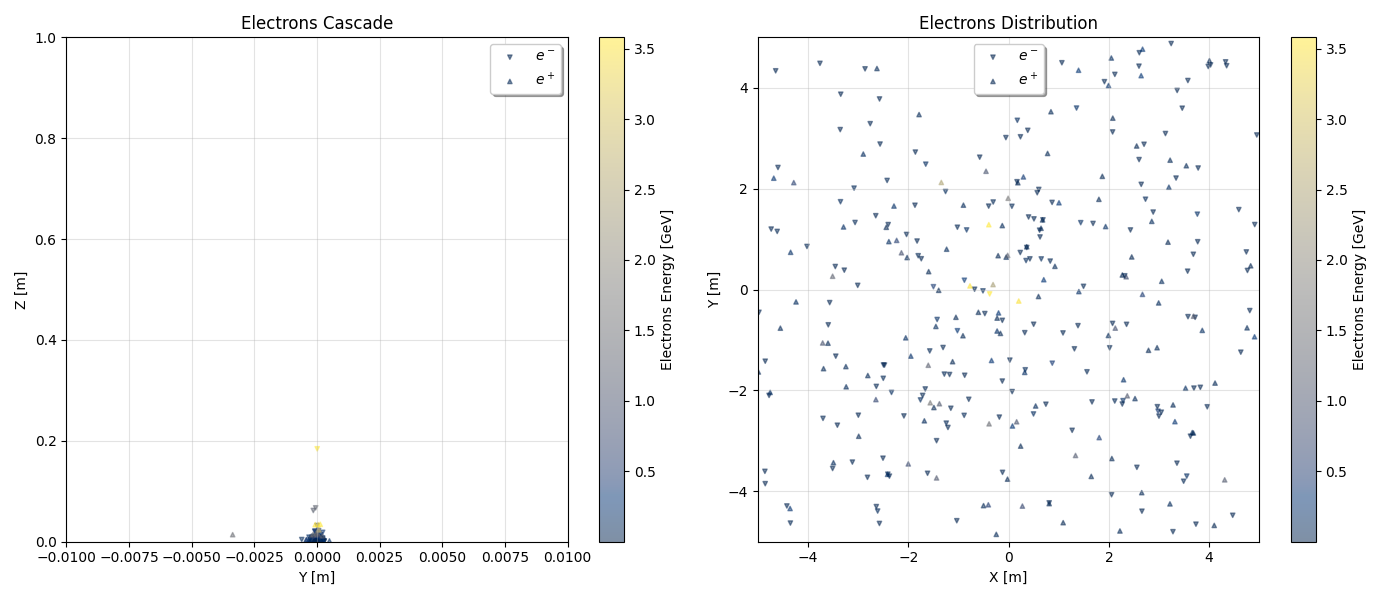 Electrons Cascade
1.0
0.8
0.6
0.4
0.2
0.0
Z [m]
−0.0100 −0.0075 −0.0050 −0.0025 0.0000 0.0025 0.0050 0.0075 0.0100
Y [m]
e⁻
e⁺
3.5
3.0
2.5
2.0
1.5
1.0
0.5
Electrons Energy [GeV]
Electrons Distribution
4
2
0
−2
−4
Y [m]
−4 −2 0 2 4
X [m]
e⁻
e⁺
3.5
3.0
2.5
2.0
1.5
1.0
0.5
Electrons Energy [GeV]